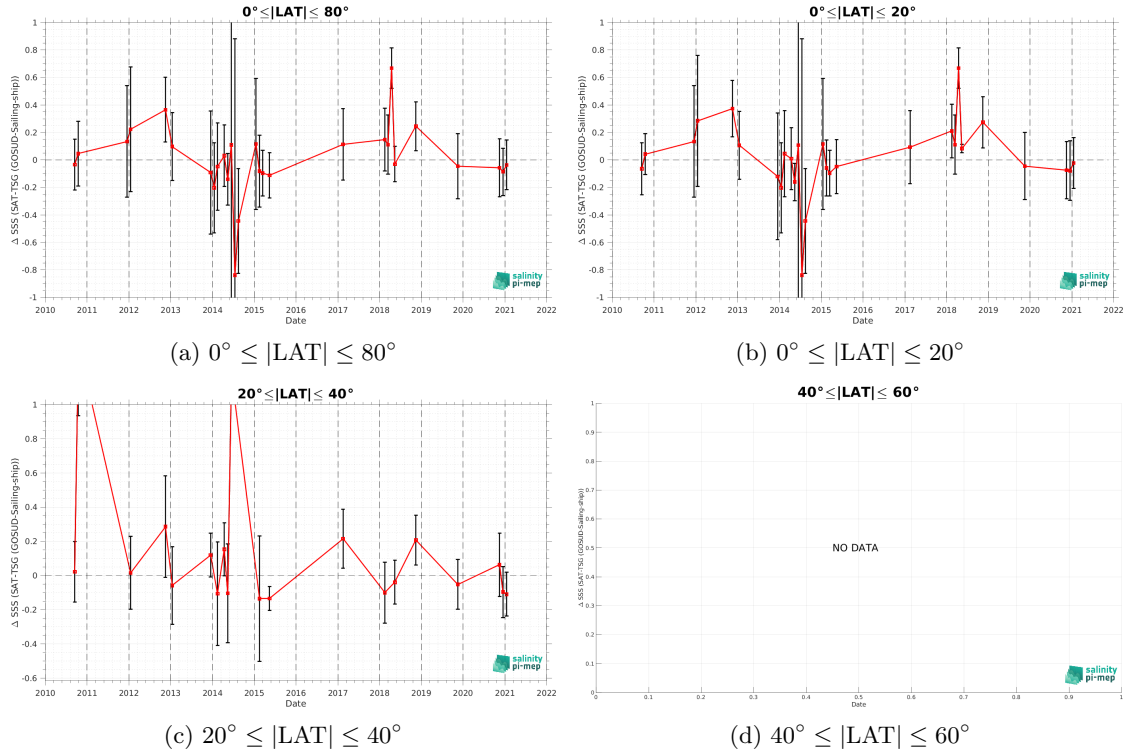 0°≤|LAT|≤ 80°
Δ SSS (SAT-TSG (GOSUD-Sailing-ship))
1
0.8
0.6
0.4
0.2
0
-0.2
-0.4
-0.6
-0.8
-1
2010 2011 2012 2013 2014 2015 2016 2017 2018 2019 2020 2021 2022
Date
salinity
pi-mep
(a) 0° ≤ |LAT| ≤ 80°
0°≤|LAT|≤ 20°
Δ SSS (SAT-TSG (GOSUD-Sailing-ship))
1
0.8
0.6
0.4
0.2
0
-0.2
-0.4
-0.6
-0.8
-1
2010 2011 2012 2013 2014 2015 2016 2017 2018 2019 2020 2021 2022
Date
salinity
pi-mep
(b) 0° ≤ |LAT| ≤ 20°
20°≤|LAT|≤ 40°
Δ SSS (SAT-TSG (GOSUD-Sailing-ship))
1
0.8
0.6
0.4
0.2
0
-0.2
-0.4
-0.6
2010 2011 2012 2013 2014 2015 2016 2017 2018 2019 2020 2021 2022
Date
salinity
pi-mep
(c) 20° ≤ |LAT| ≤ 40°
40°≤|LAT|≤ 60°
Δ SSS (SAT-TSG (GOSUD-Sailing-ship))
1
0.9
0.8
0.7
0.6
0.5
0.4
0.3
0.2
0.1
0
NO DATA
0 0.1 0.2 0.3 0.4 0.5 0.6 0.7 0.8 0.9 1
Date
salinity
pi-mep
(d) 40° ≤ |LAT| ≤ 60°